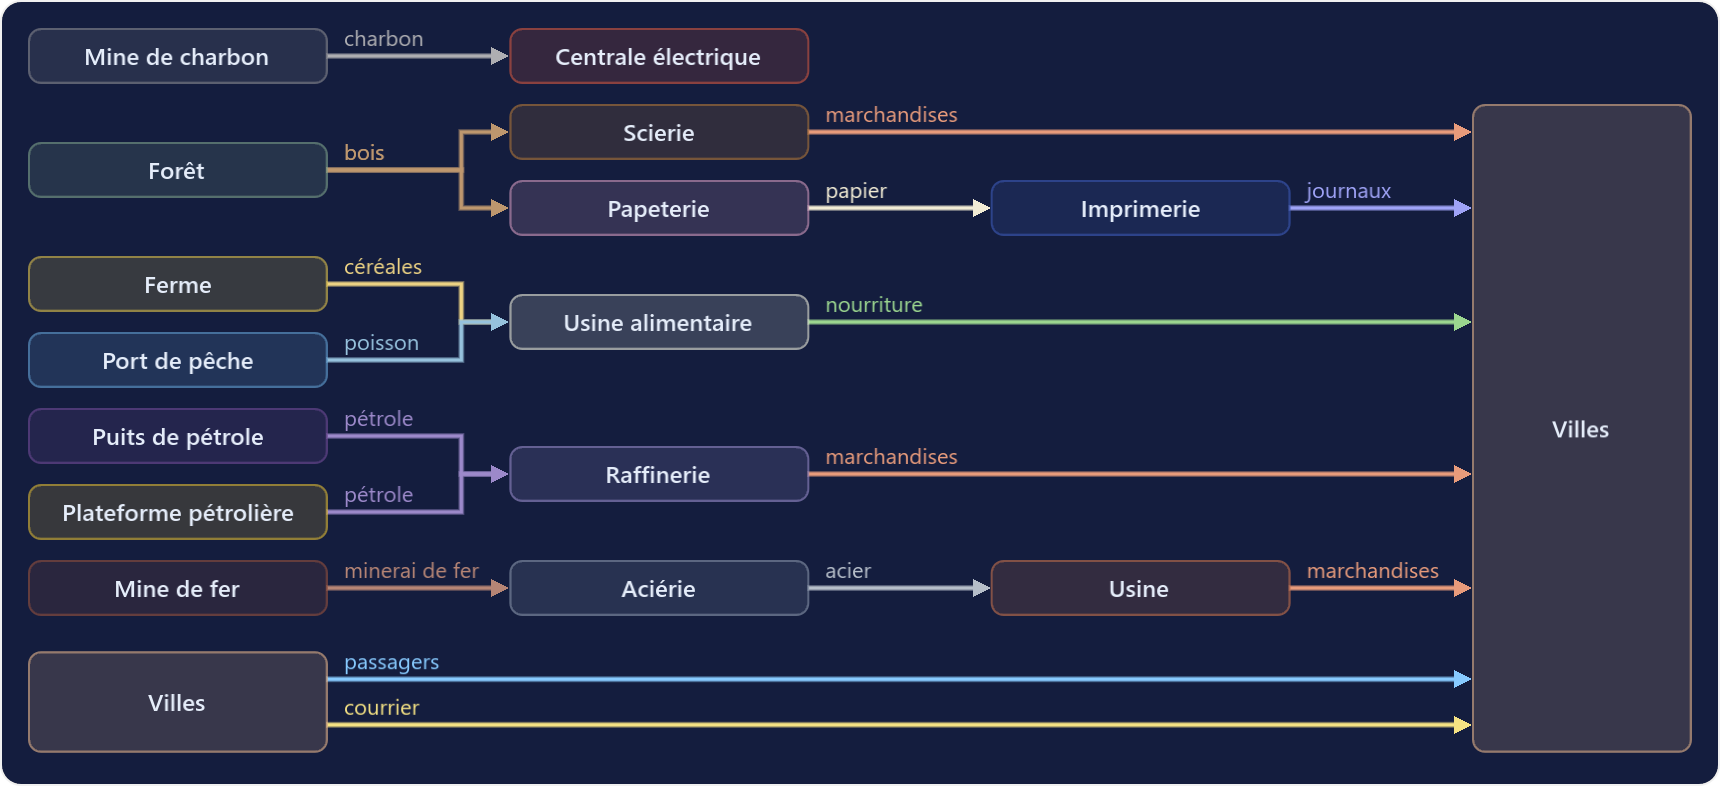 Mine de charbon
charbon
Centrale électrique
Forêt
bois
Scierie
marchandises
Papeterie
papier
Imprimerie
journaux
Ferme
céréales
Port de pêche
poisson
Usine alimentaire
nourriture
Puits de pétrole
pétrole
Plateforme pétrolière
pétrole
Raffinerie
marchandises
Mine de fer
minerai de fer
Aciérie
acier
Usine
marchandises
Villes
passagers
courrier
Villes